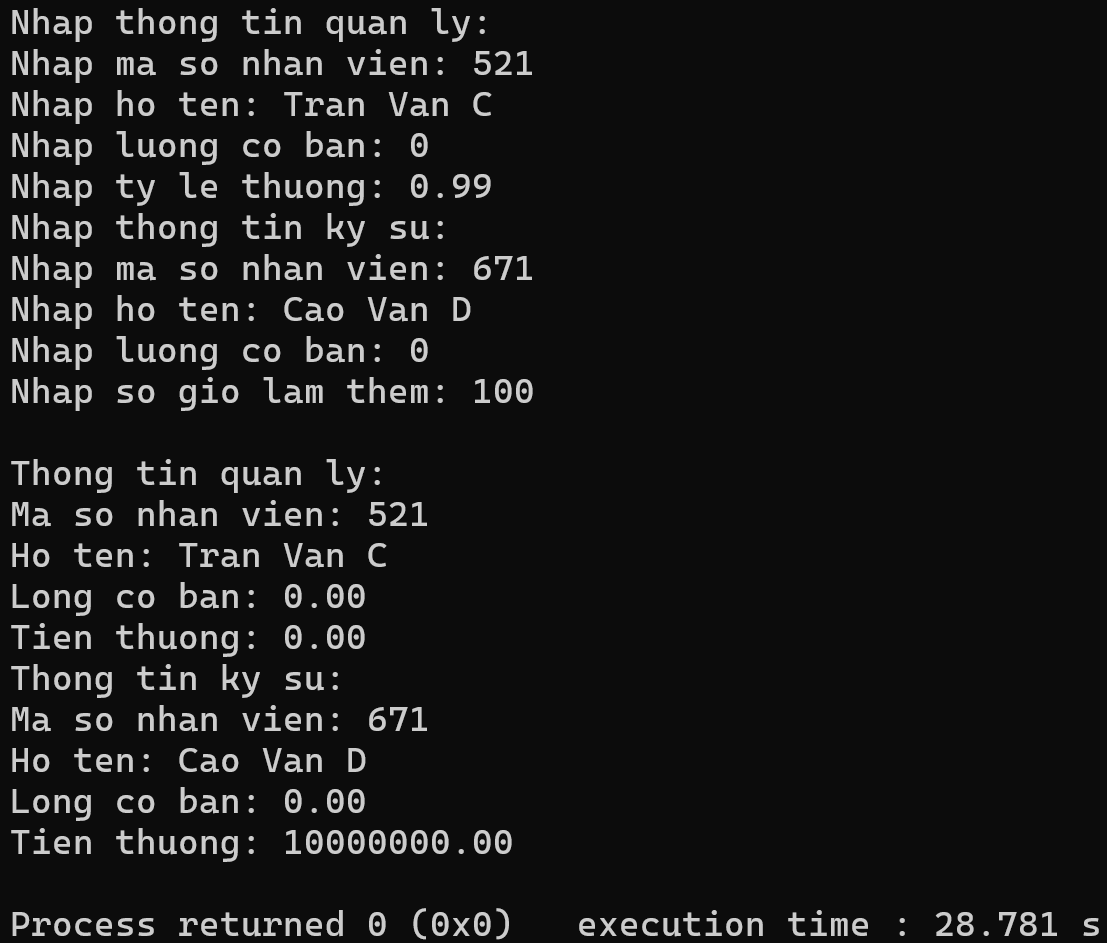 Nhap thong tin quan ly:
Nhap ma so nhan vien: 521
Nhap ho ten: Tran Van C
Nhap luong co ban: 0
Nhap ty le thuong: 0.99
Nhap thong tin ky su:
Nhap ma so nhan vien: 671
Nhap ho ten: Cao Van D
Nhap luong co ban: 0
Nhap so gio lam them: 100

Thong tin quan ly:
Ma so nhan vien: 521
Ho ten: Tran Van C
Long co ban: 0.00
Tien thuong: 0.00
Thong tin ky su:
Ma so nhan vien: 671
Ho ten: Cao Van D
Long co ban: 0.00
Tien thuong: 10000000.00

Process returned 0 (0x0)   execution time : 28.781 s